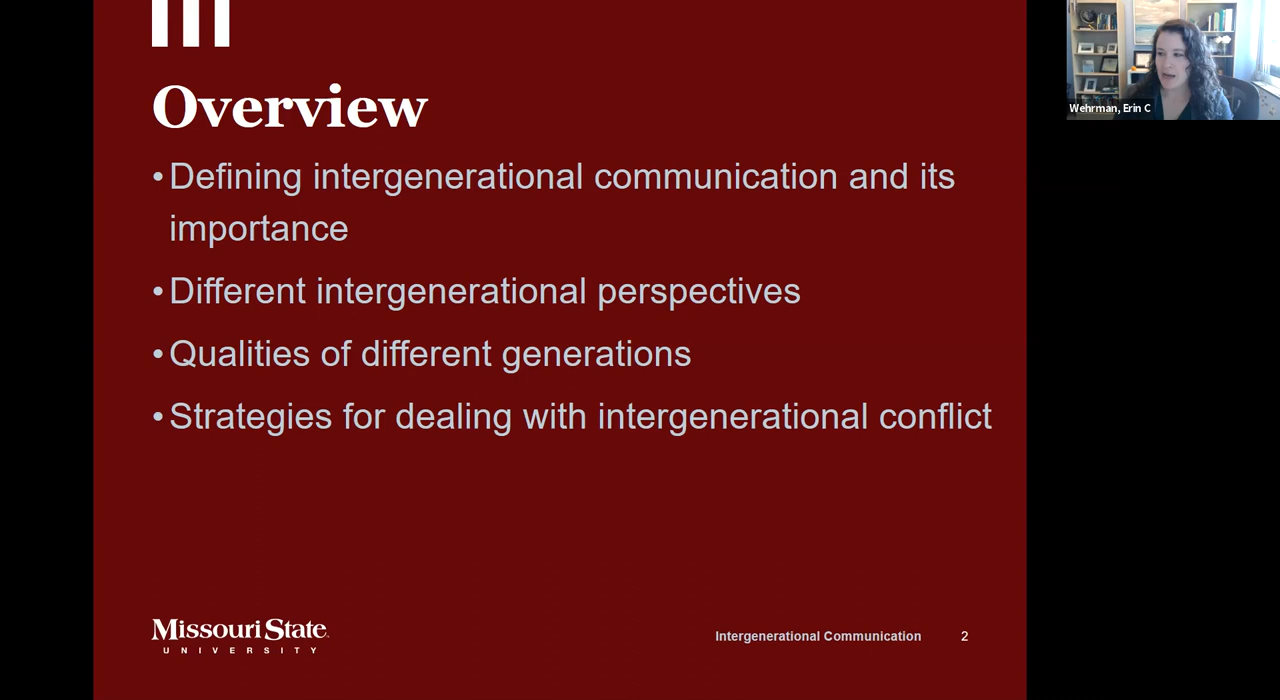 Overview
• Defining intergenerational communication and its
importance
• Different intergenerational perspectives
• Qualities of different generations
• Strategies for dealing with intergenerational conflict
Missouri State
UNIVERSITY
Intergenerational Communication 2
Wehrman, Erin C